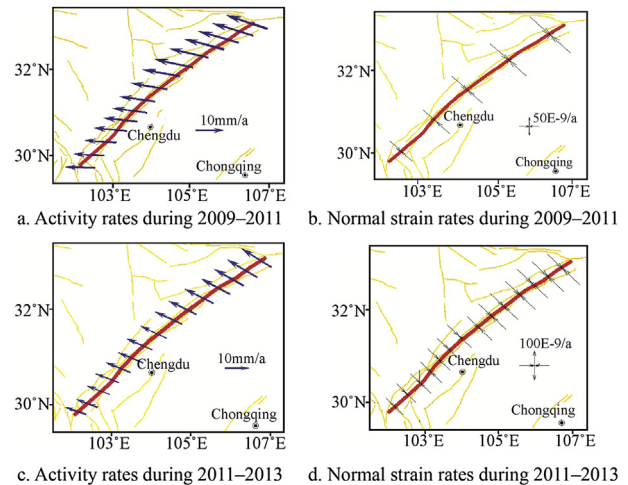 32°N
10mm/a
Chengdu
30°N
Chongqing
103°E 105°E 107°E
a. Activity rates during 2009–2011
32°N
50E-9/a
Chengdu
30°N
Chongqing
103°E 105°E 107°E
b. Normal strain rates during 2009–2011
32°N
10mm/a
Chengdu
30°N
Chongqing
103°E 105°E 107°E
c. Activity rates during 2011–2013
32°N
100E-9/a
Chengdu
30°N
Chongqing
103°E 105°E 107°E
d. Normal strain rates during 2011–2013